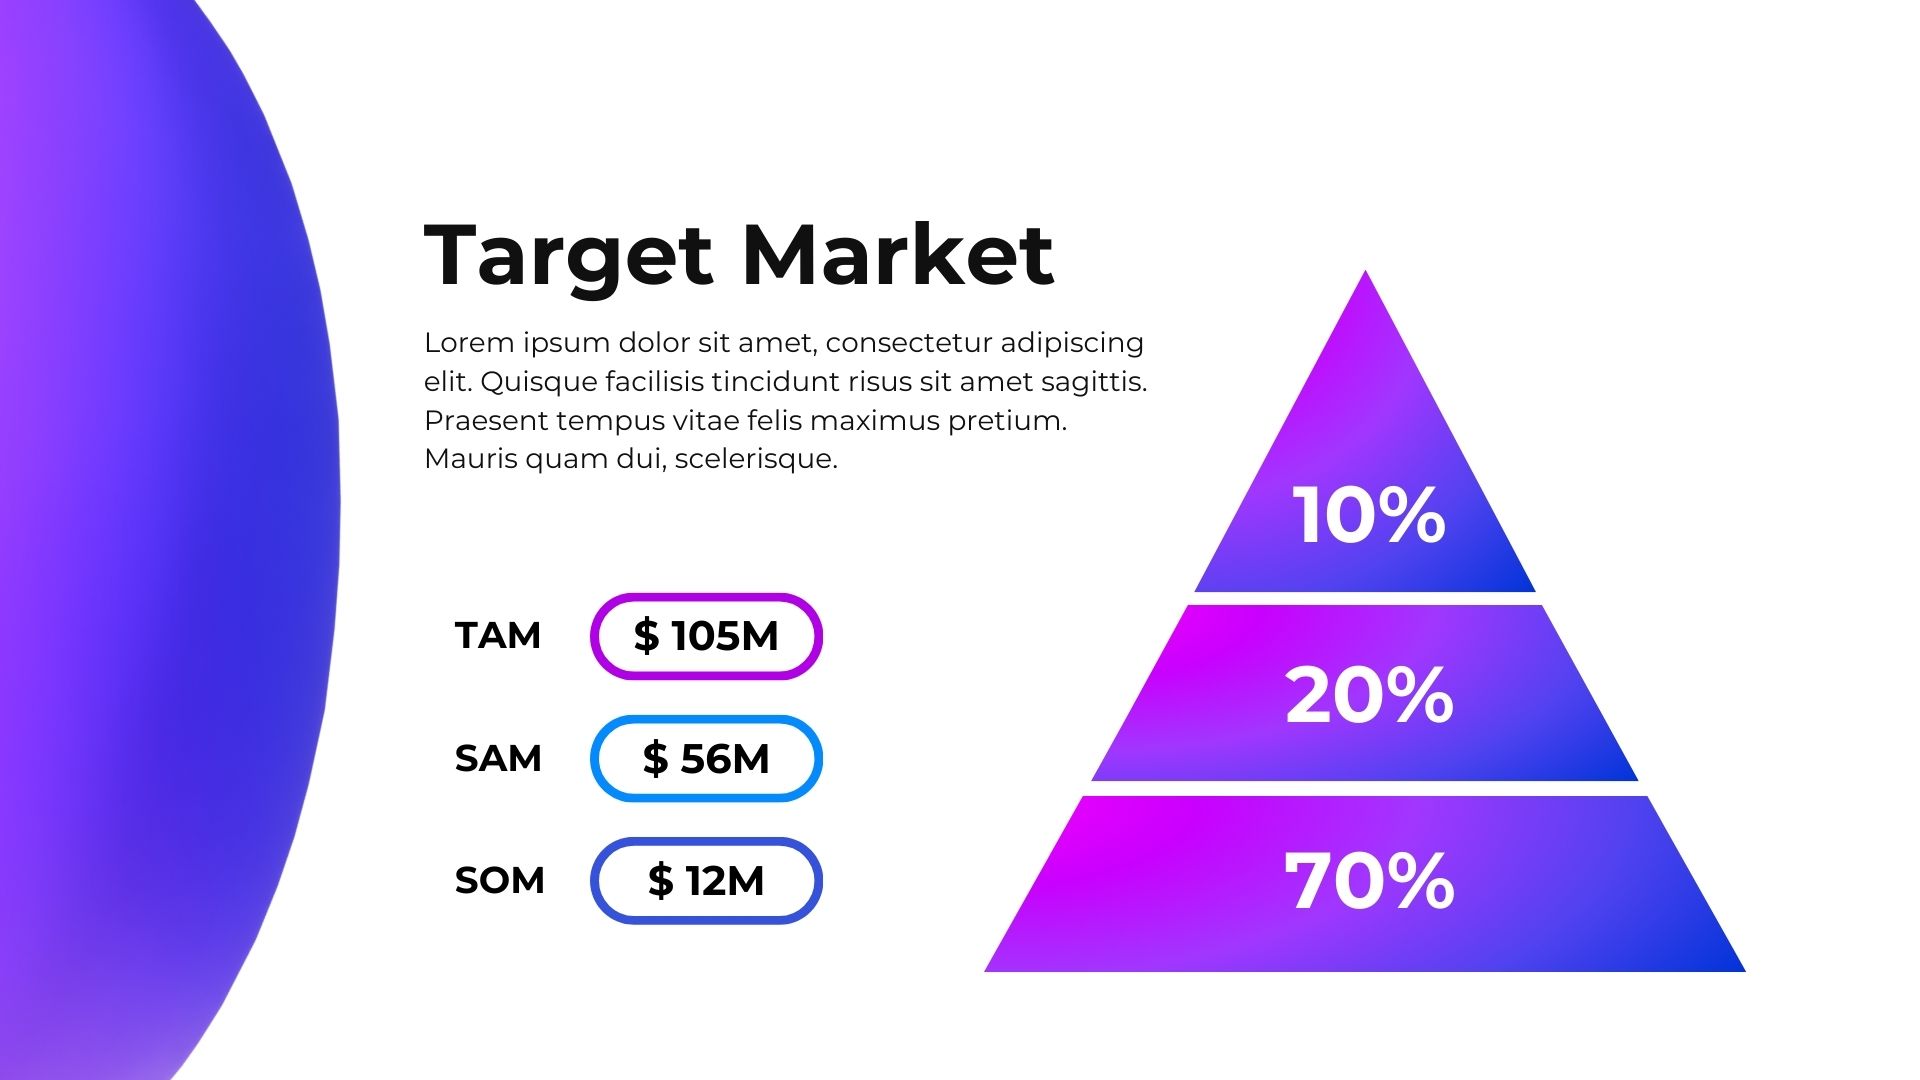 Target Market
Lorem ipsum dolor sit amet, consectetur adipiscing
elit. Quisque facilisis tincidunt risus sit amet sagittis.
Praesent tempus vitae felis maximus pretium.
Mauris quam dui, scelerisque.
TAM $ 105M
SAM $ 56M
SOM $ 12M
10%
20%
70%